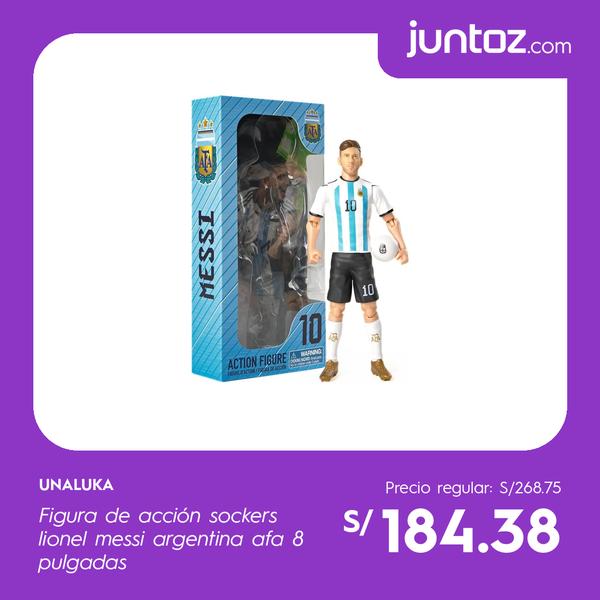 juntoz.com
AFA
MESSI
10
10
10
ACTION FIGURE
WARNING:
UNALUKA
Precio regular: S/268.75
Figura de acción sockers
lionel messi argentina afa 8
pulgadas
S/184.38